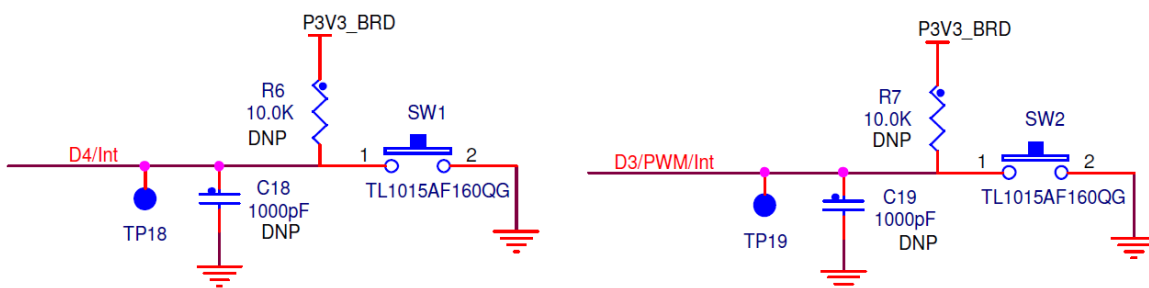 P3V3_BRD
R6
10.0K
DNP
SW1
D4/Int
1
2
TL1015AF160QG
C18
1000pF
DNP
TP18
P3V3_BRD
R7
10.0K
DNP
SW2
D3/PWM/Int
1
2
TL1015AF160QG
C19
1000pF
DNP
TP19